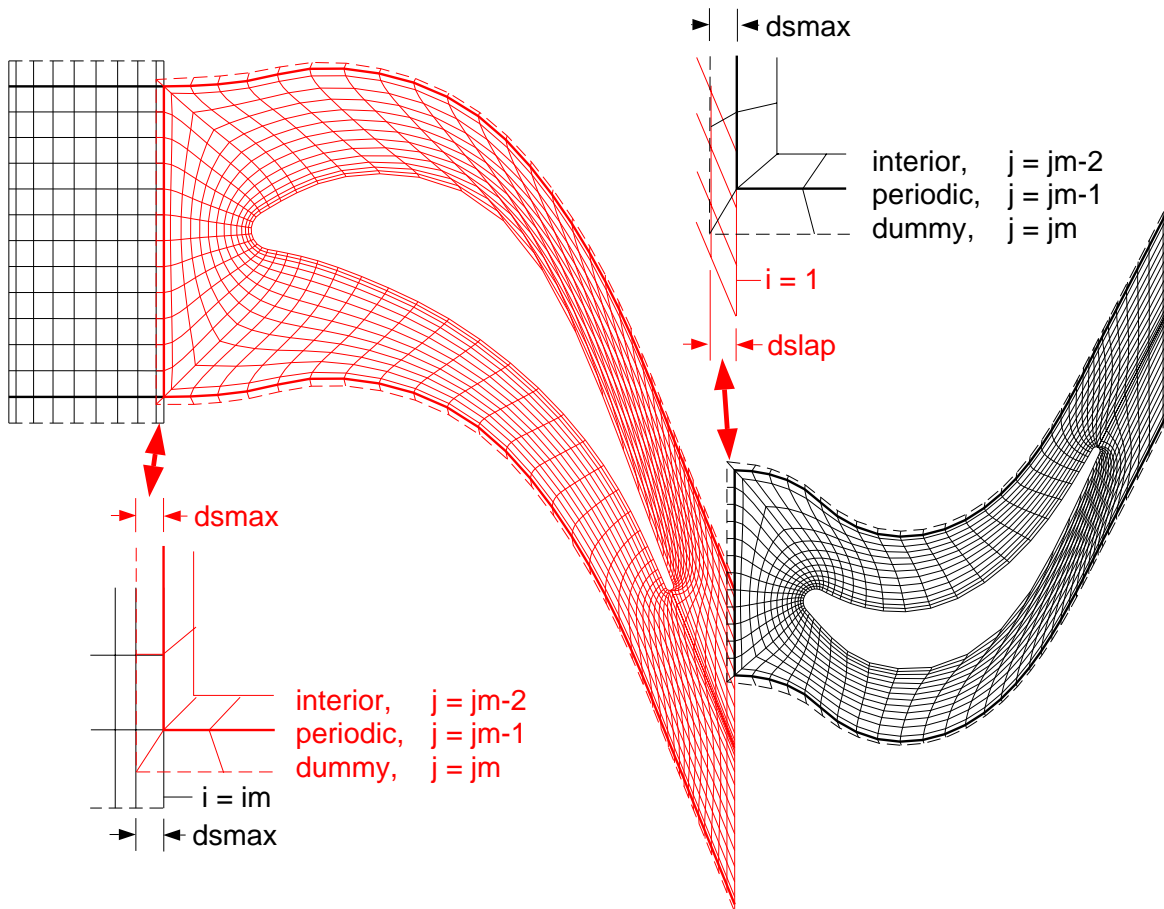 dsmax
interior, j = jm-2
periodic, j = jm-1
dummy, j = jm
i = 1
dslap
dsmax
interior, j = jm-2
periodic, j = jm-1
dummy, j = jm
i = im
dsmax